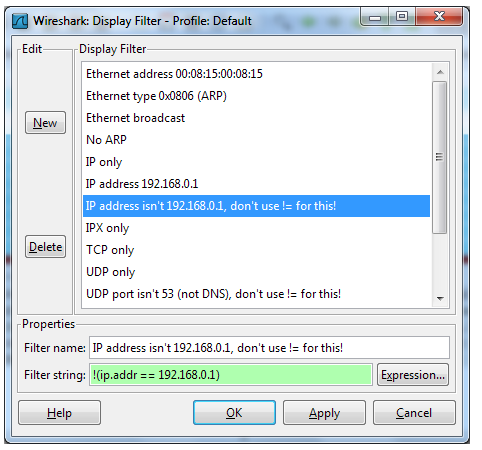 Wireshark: Display Filter - Profile: Default
Edit
Display Filter
Ethernet address 00:08:15:00:08:15
Ethernet type 0x0806 (ARP)
Ethernet broadcast
New
No ARP
IP only
IP address 192.168.0.1
IP address isn't 192.168.0.1, don't use != for this!
IPX only
Delete
TCP only
UDP only
UDP port isn't 53 (not DNS), don't use != for this!
Properties
Filter name: IP address isn't 192.168.0.1, don't use != for this!
Filter string: !(ip.addr == 192.168.0.1) Expression...
Help OK Apply Cancel